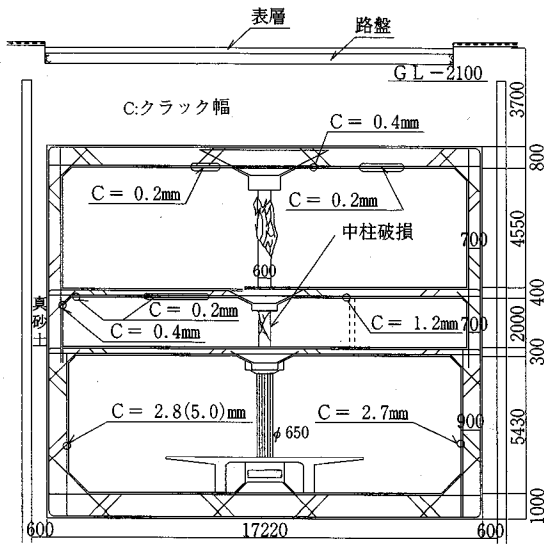 表層
路盤
GL-2100
C:クラック幅
C = 0.4mm
C = 0.2mm
C = 0.2mm
中柱破損
600
700
C = 0.2mm
C = 0.4mm
C = 1.2mm
700
真砂土
C = 2.8(5.0)mm
C = 2.7mm
φ650
900
3700
800
4550
400
2000
300
5430
1000
600
17220
600